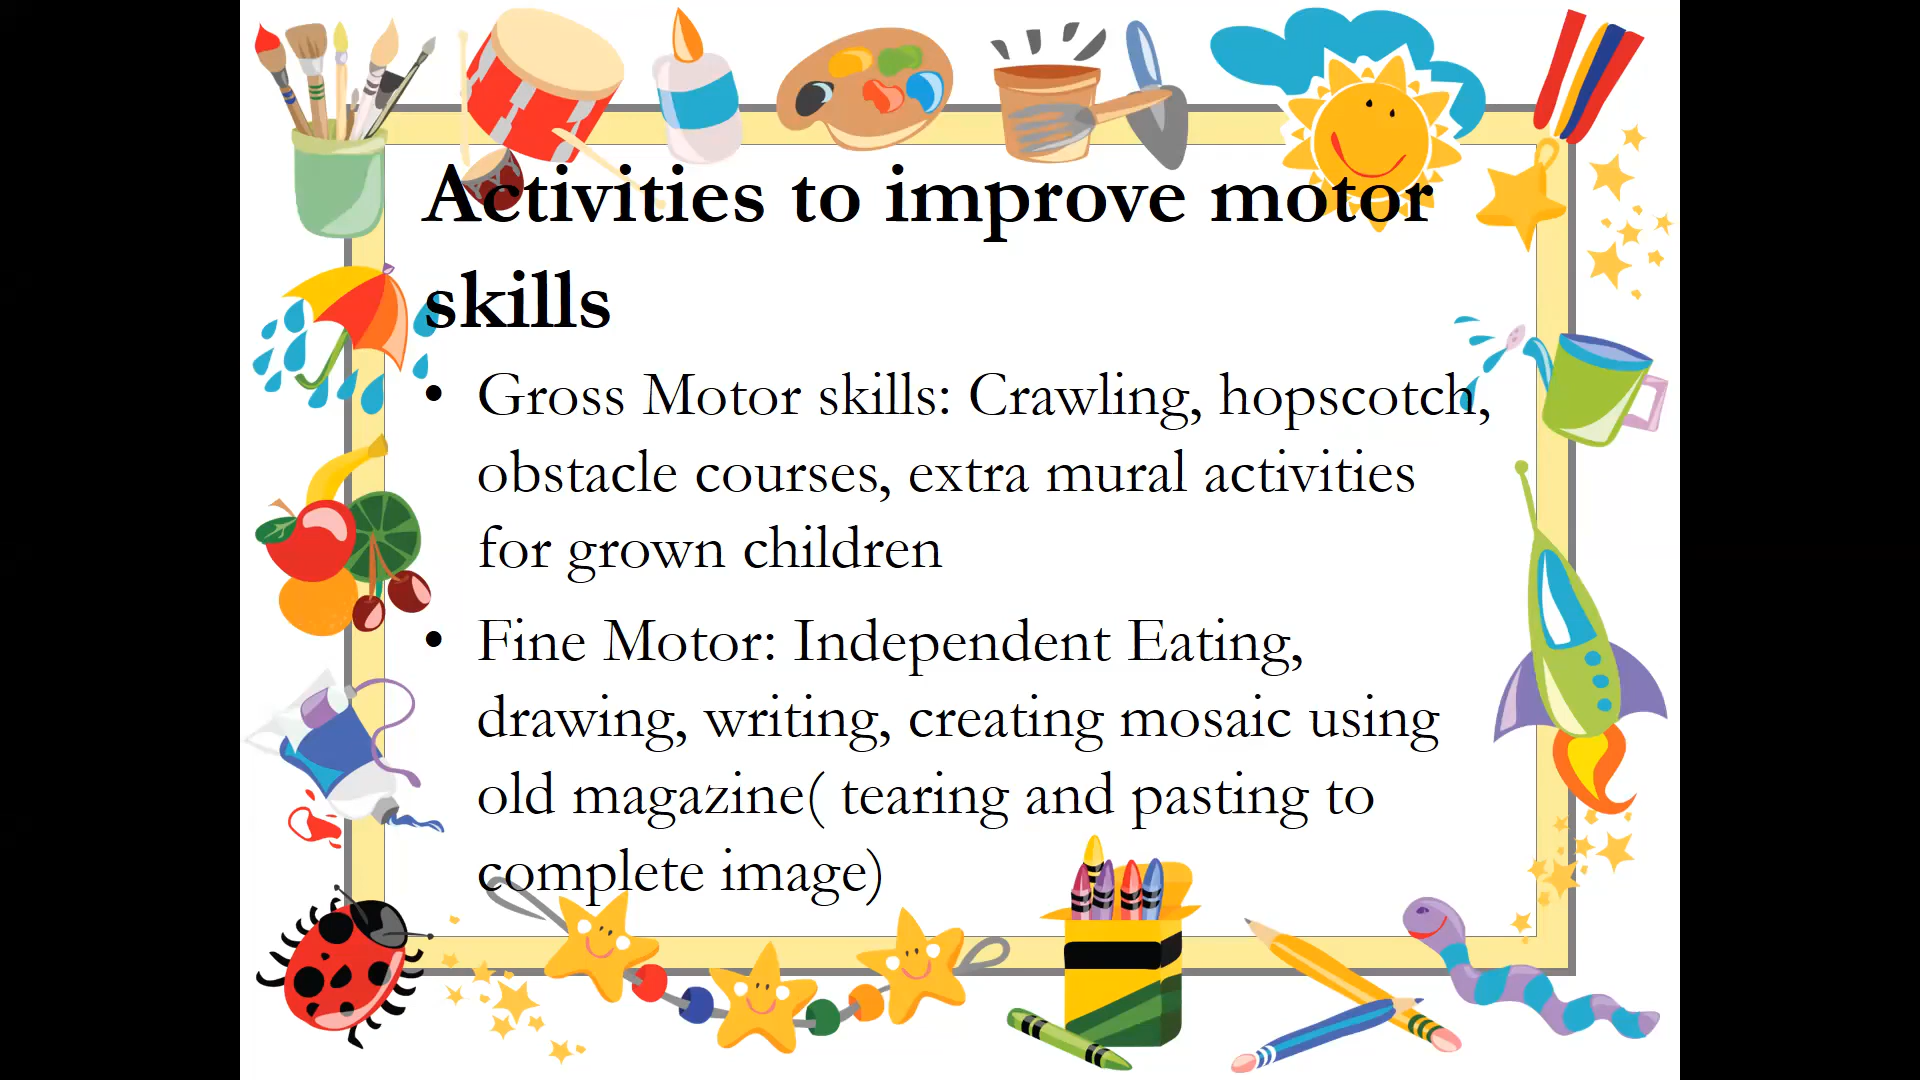 Activities to improve motor
skills
• Gross Motor skills: Crawling, hopscotch,
obstacle courses, extra mural activities
for grown children
• Fine Motor: Independent Eating,
drawing, writing, creating mosaic using
old magazine( tearing and pasting to
complete image)